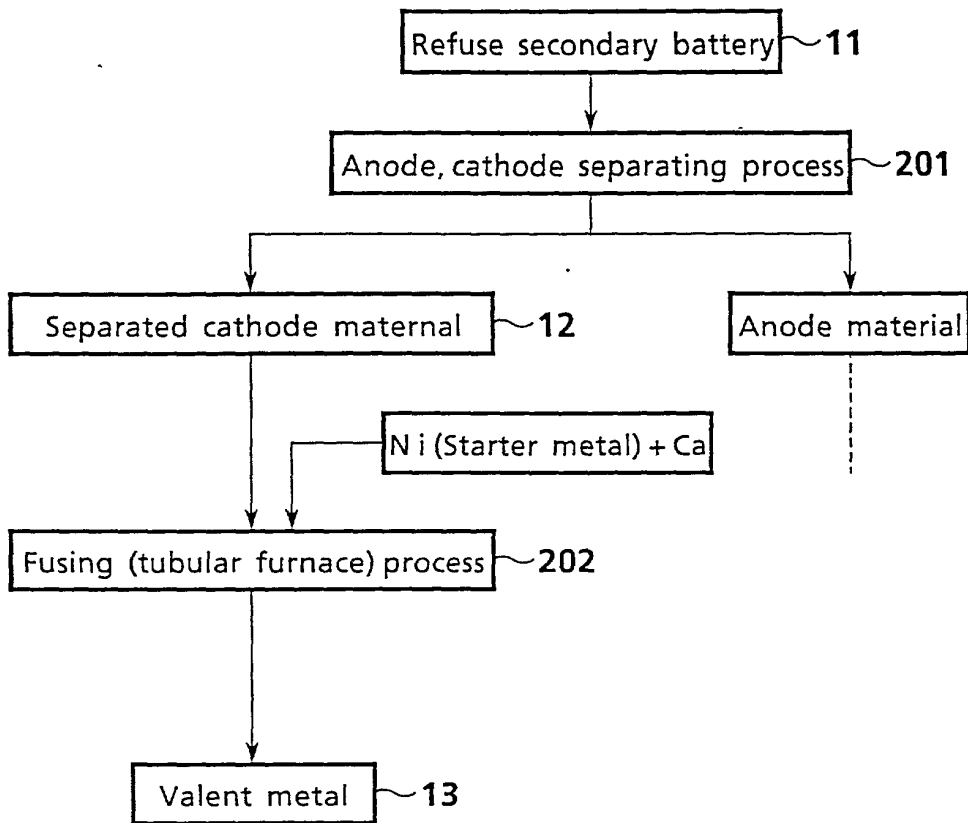 Refuse secondary battery 11
Anode, cathode separating process 201
Separated cathode maternal 12
Anode material
N i (Starter metal) + Ca
Fusing (tubular furnace) process 202
Valent metal 13